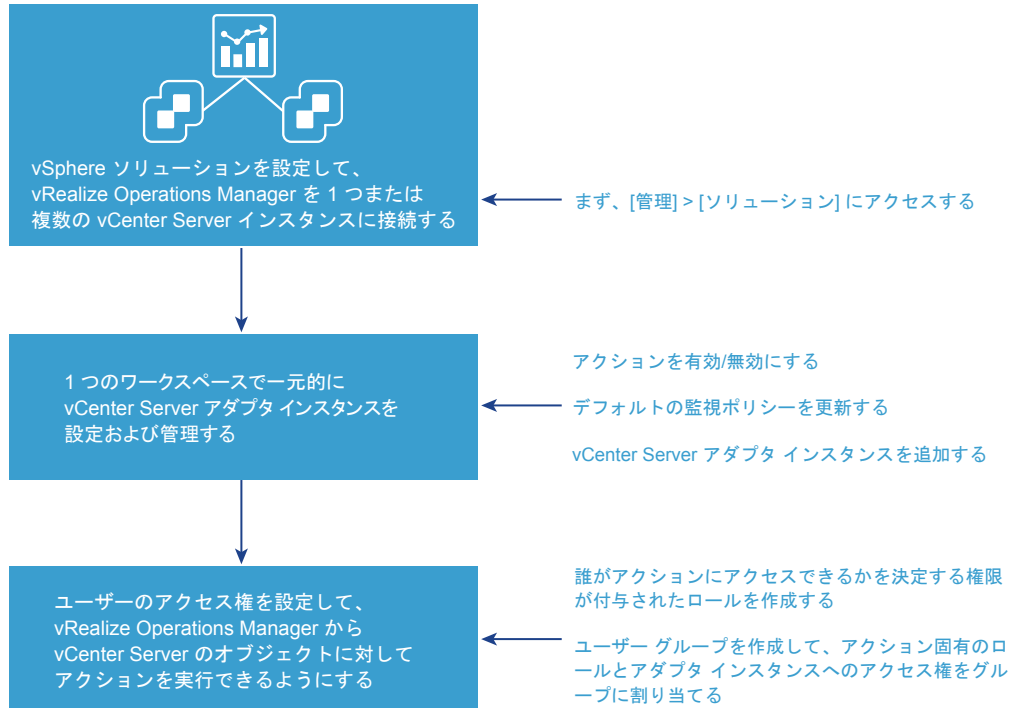 vSphere ソリューションを設定して、
vRealize Operations Manager を 1 つまたは
複数の vCenter Server インスタンスに接続する
まず、[管理] > [ソリューション] にアクセスする
1 つのワークスペースで一元的に
vCenter Server アダプタ インスタンスを
設定および管理する
アクションを有効/無効にする
デフォルトの監視ポリシーを更新する
vCenter Server アダプタ インスタンスを追加する
ユーザーのアクセス権を設定して、
vRealize Operations Manager から
vCenter Server のオブジェクトに対して
アクションを実行できるようにする
誰がアクションにアクセスできるかを決定する権限
が付与されたロールを作成する
ユーザー グループを作成して、アクション固有のロ
ールとアダプタ インスタンスへのアクセス権をグル
ープに割り当てる